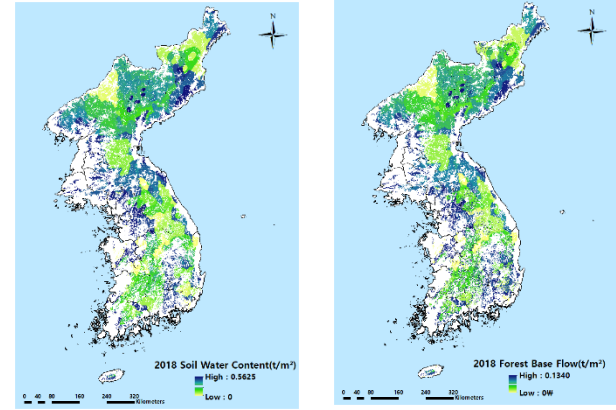 N
2018 Soil Water Content(t/m²)
High : 0.5625
Low : 0
0 40 80 160 240 320
Kilometers
N
2018 Forest Base Flow(t/m²)
High : 0.1340
Low : 0₩
0 40 80 160 240 320
Kilometers